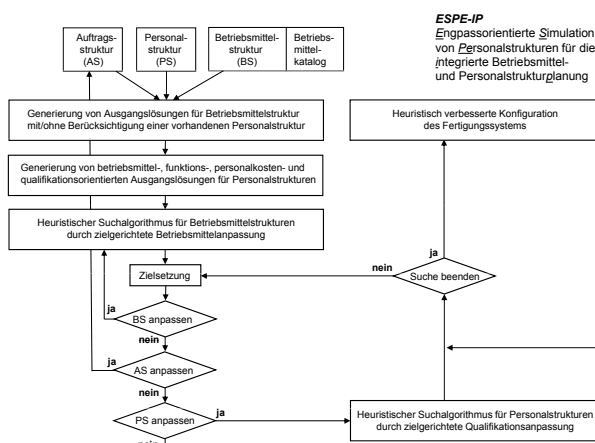 ESPE-IP
Engpassorientierte Simulation
von Personalstrukturen für die
integrierte Betriebsmittel-
und Personalstrukturplanung
Auftrags-
struktur
(AS)
Personal-
struktur
(PS)
Betriebsmittel-
struktur
(BS)
Betriebs-
mittel-
katalog
Generierung von Ausgangslösungen für Betriebsmittelstruktur
mit/ohne Berücksichtigung einer vorhandenen Personalstruktur
Heuristisch verbesserte Konfiguration
des Fertigungssystems
Generierung von betriebsmittel-, funktions-, personalkosten- und
qualifikationsorientierten Ausgangslösungen für Personalstrukturen
Heuristischer Suchalgorithmus für Betriebsmittelstrukturen
durch zielgerichtete Betriebsmittelanpassung
ja
nein
Zielsetzung
Suche beenden
ja
BS anpassen
nein
ja
AS anpassen
nein
PS anpassen
ja
Heuristischer Suchalgorithmus für Personalstrukturen
durch zielgerichtete Qualifikationsanpassung
nein